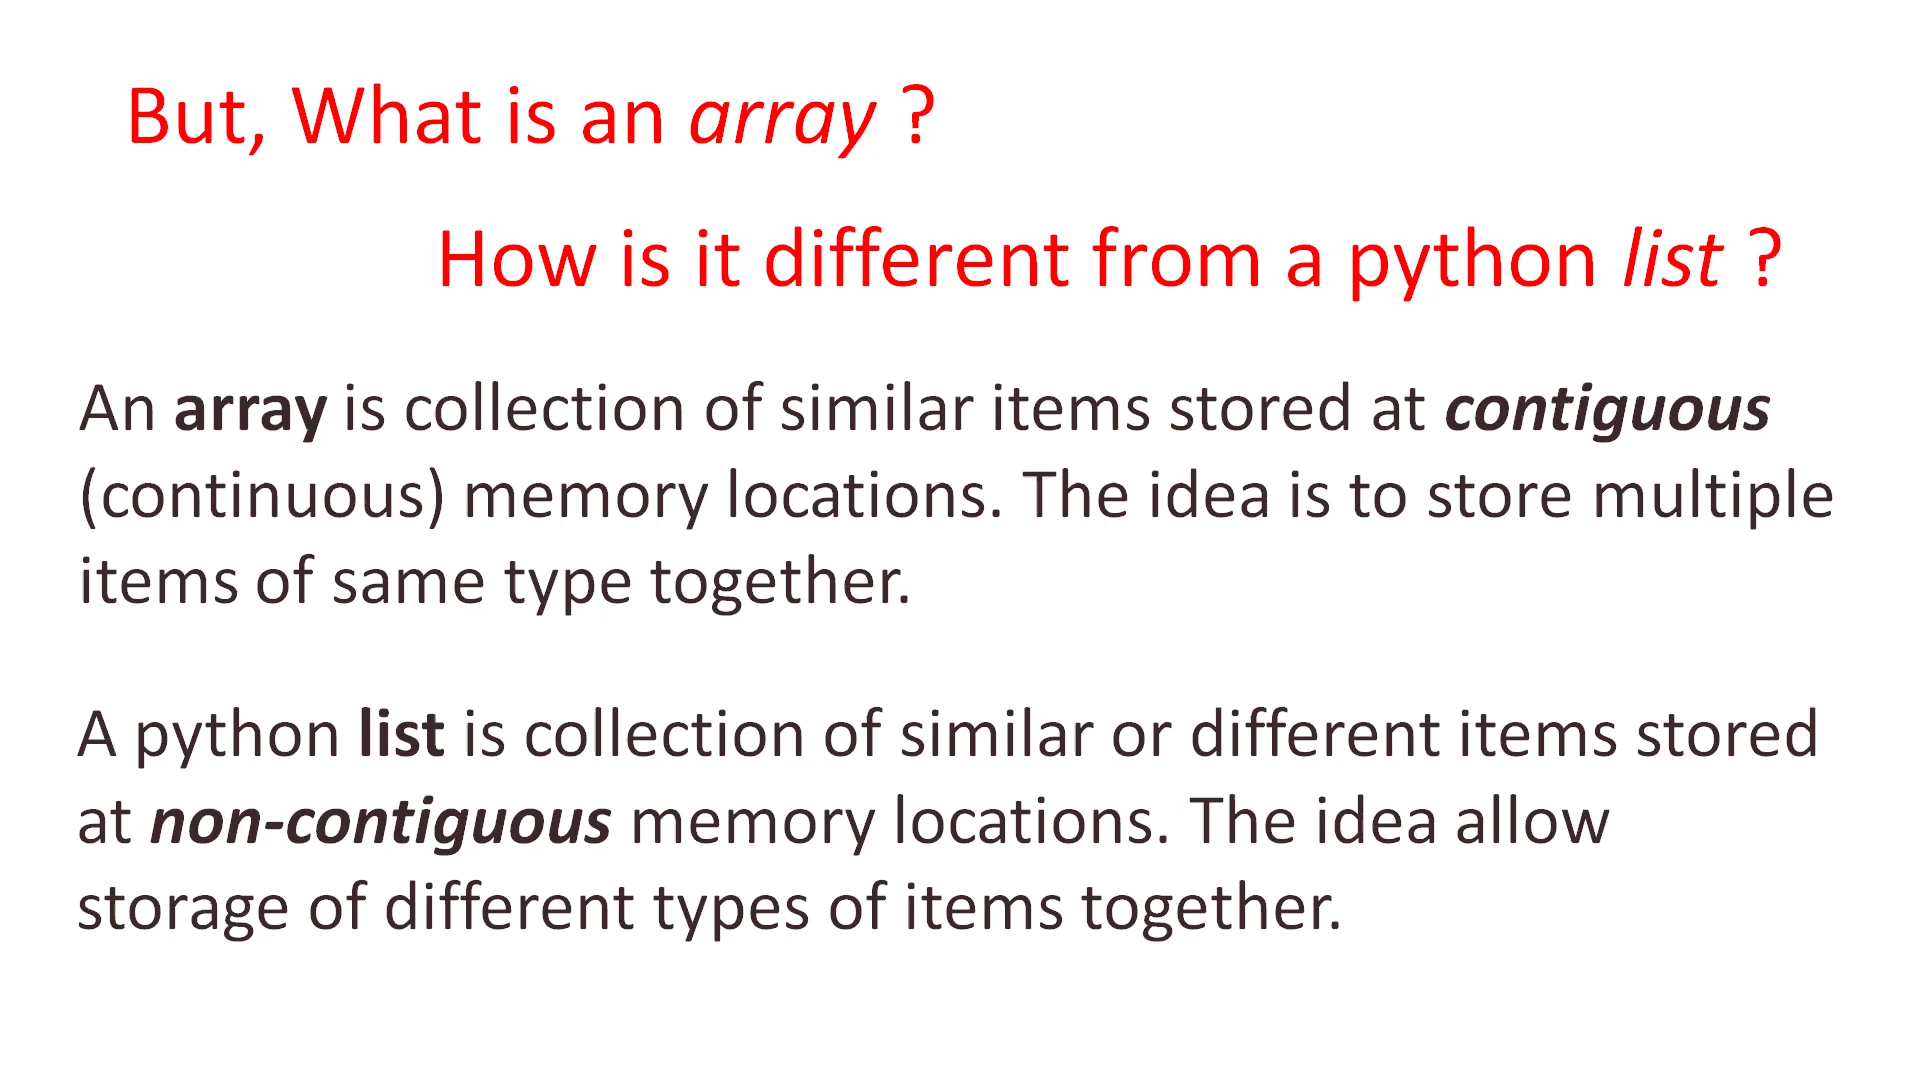 But, What is an array ?
How is it different from a python list ?
An array is collection of similar items stored at contiguous
(continuous) memory locations. The idea is to store multiple
items of same type together.
A python list is collection of similar or different items stored
at non-contiguous memory locations. The idea allow
storage of different types of items together.